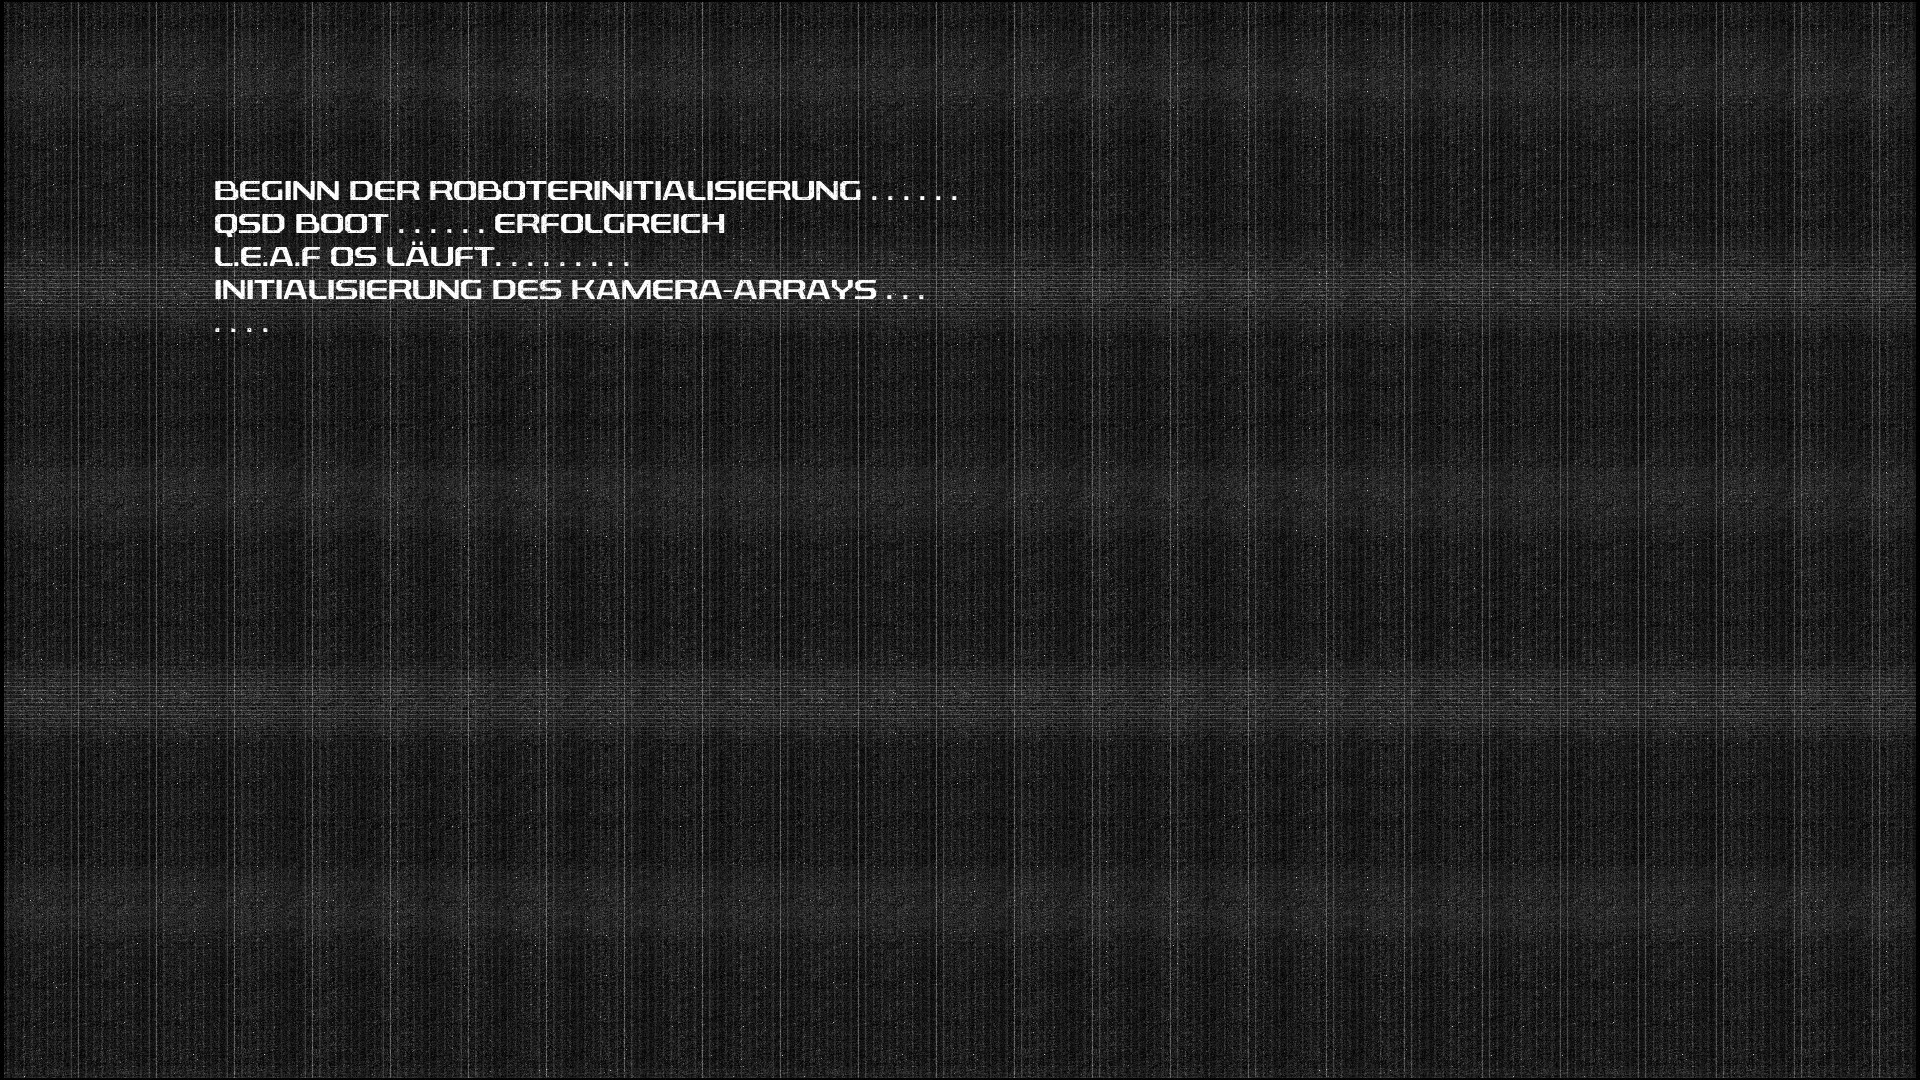 BEGINN DER ROBOTERINITIALISIERUNG . . . . . .
QSD BOOT . . . . . . ERFOLGREICH
L.E.A.F OS LÄUFT. . . . . . . . .
INITIALISIERUNG DES KAMERA-ARRAYS . . .
. . . .